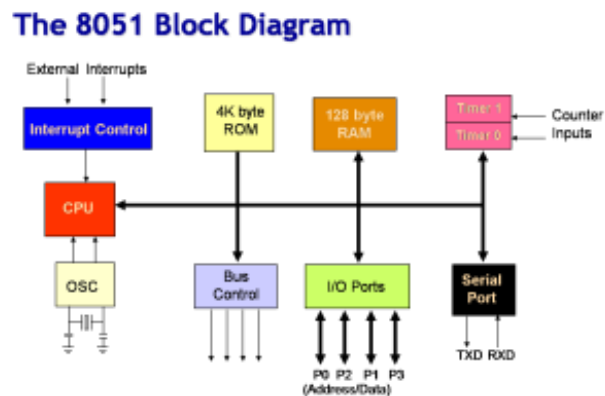 The 8051 Block Diagram
External Interrupts
Interrupt Control
4K byte
ROM
128 byte
RAM
Timer 1
Timer 0
Counter
Inputs
CPU
OSC
Bus
Control
I/O Ports
Serial
Port
P0 P2 P1 P3
(Address/Data)
TXD RXD